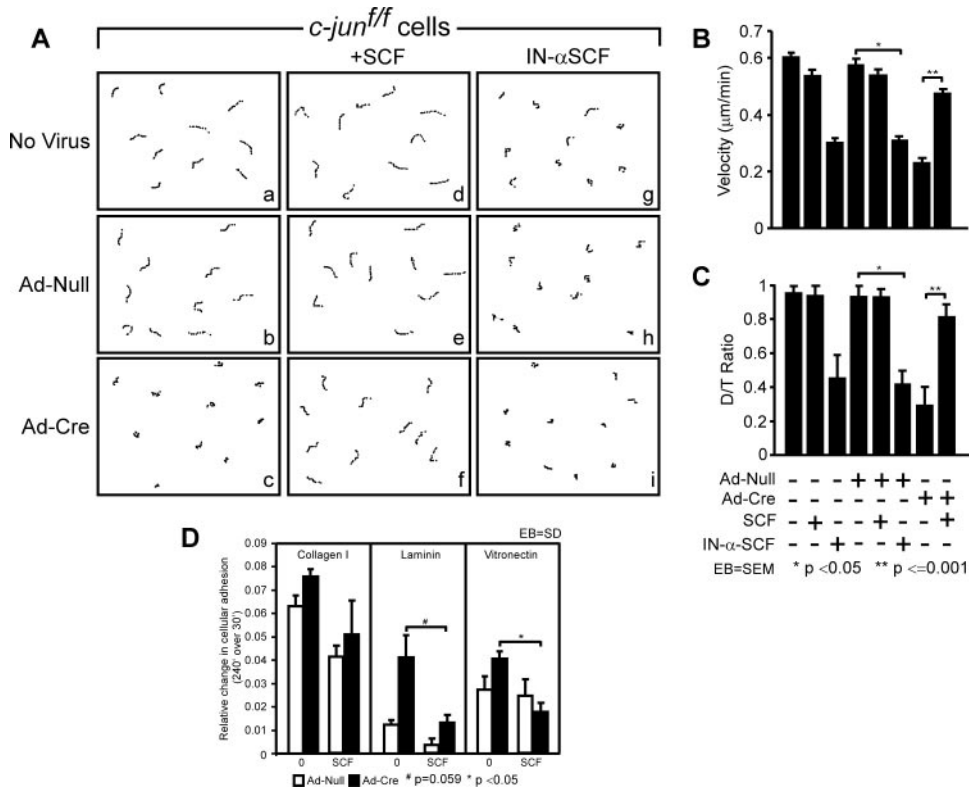 A
c-jun^f/f cells
+SCF
IN-αSCF
No Virus
a
d
g
Ad-Null
b
e
h
Ad-Cre
c
f
i
B
Velocity (μm/min)
0.7
0.6
0.4
0.2
0
*
**
C
D/T Ratio
1
0.8
0.6
0.4
0.2
0
*
**
Ad-Null - - - + + + - -
Ad-Cre - - - - - - + +
SCF - + - - + - - +
IN-α-SCF - - + - - + - -
EB=SEM * p <0.05 ** p <=0.001
D
EB=SD
Relative change in cellular adhesion
(240' over 30')
0.09
0.08
0.07
0.06
0.05
0.04
0.03
0.02
0.01
0
Collagen I
Laminin
Vitronectin
#
*
0 SCF 0 SCF 0 SCF
Ad-Null Ad-Cre # p=0.059 * p <0.05